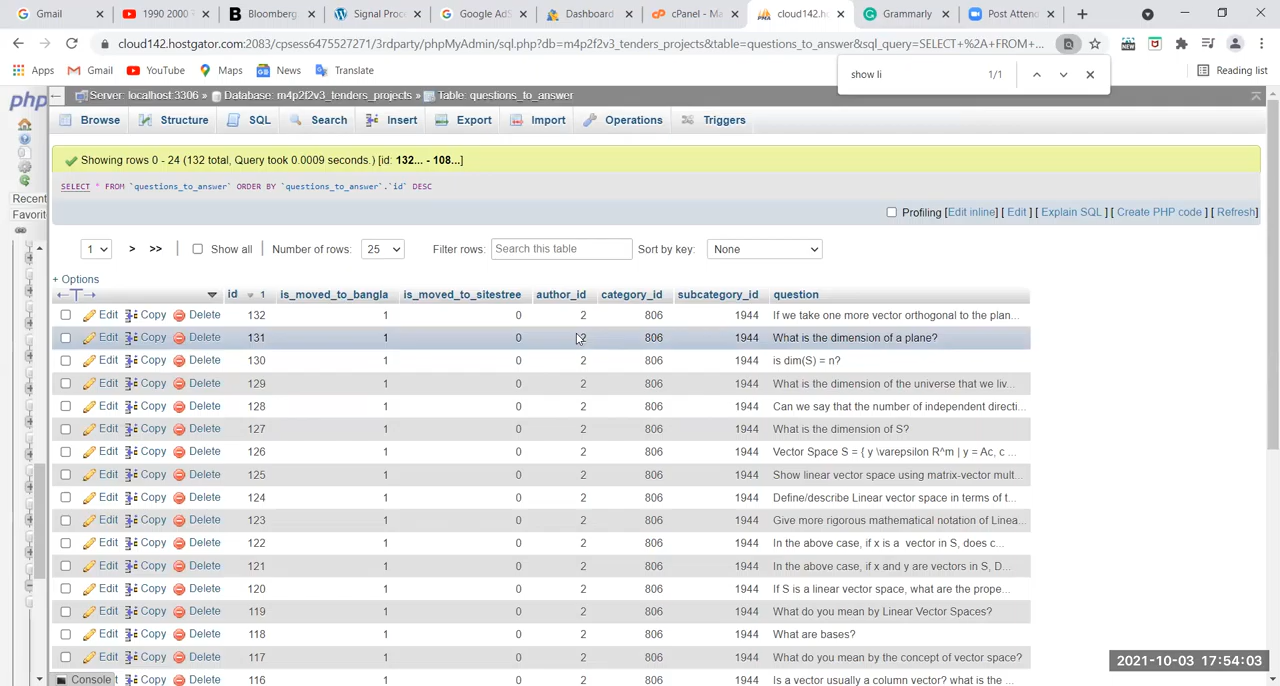 Gmail × 1990 2000 × Bloomberg × Signal Proc × Google AdS × Dashboard × cPanel - Ma × cloud142.h × Grammarly × Post Attend × +
cloud142.hostgator.com:2083/cpsess6475527271/3rdparty/phpMyAdmin/sql.php?db=m4p2f2v3_tenders_projects&table=questions_to_answer&sql_query=SELECT+%2A+FROM+...
Apps Gmail YouTube Maps News Translate Reading list
show li 1/1
php Server: localhost:3306 » Database: m4p2f2v3_tenders_projects » Table: questions_to_answer
Browse Structure SQL Search Insert Export Import Operations Triggers
Showing rows 0 - 24 (132 total, Query took 0.0009 seconds.) [id: 132... - 108...]
SELECT * FROM `questions_to_answer` ORDER BY `questions_to_answer`.`id` DESC
Recent
Favorit
Profiling [Edit inline] [ Edit ] [ Explain SQL ] [ Create PHP code ] [ Refresh]
1 > >> Show all Number of rows: 25 Filter rows: Search this table Sort by key: None
+ Options
←T→ id 1 is_moved_to_bangla is_moved_to_sitestree author_id category_id subcategory_id question
Edit Copy Delete 132 1 0 2 806 1944 If we take one more vector orthogonal to the plan...
Edit Copy Delete 131 1 0 2 806 1944 What is the dimension of a plane?
Edit Copy Delete 130 1 0 2 806 1944 is dim(S) = n?
Edit Copy Delete 129 1 0 2 806 1944 What is the dimension of the universe that we liv...
Edit Copy Delete 128 1 0 2 806 1944 Can we say that the number of independent directi...
Edit Copy Delete 127 1 0 2 806 1944 What is the dimension of S?
Edit Copy Delete 126 1 0 2 806 1944 Vector Space S = { y \varepsilon R^m | y = Ac, c ...
Edit Copy Delete 125 1 0 2 806 1944 Show linear vector space using matrix-vector mult...
Edit Copy Delete 124 1 0 2 806 1944 Define/describe Linear vector space in terms of t...
Edit Copy Delete 123 1 0 2 806 1944 Give more rigorous mathematical notation of Linea...
Edit Copy Delete 122 1 0 2 806 1944 In the above case, if x is a vector in S, does c...
Edit Copy Delete 121 1 0 2 806 1944 In the above case, if x and y are vectors in S, D...
Edit Copy Delete 120 1 0 2 806 1944 If S is a linear vector space, what are the prope...
Edit Copy Delete 119 1 0 2 806 1944 What do you mean by Linear Vector Spaces?
Edit Copy Delete 118 1 0 2 806 1944 What are bases?
Edit Copy Delete 117 1 0 2 806 1944 What do you mean by the concept of vector space?
Edit Copy Delete 116 1 0 2 806 1944 Is a vector usually a column vector? what is the ...
Console
2021-10-03 17:54:03